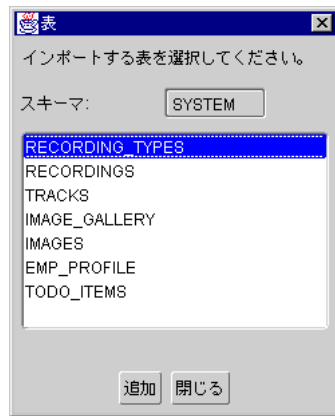 表
インポートする表を選択してください。
スキーマ: SYSTEM
RECORDING_TYPES
RECORDINGS
TRACKS
IMAGE_GALLERY
IMAGES
EMP_PROFILE
TODO_ITEMS
追加 閉じる